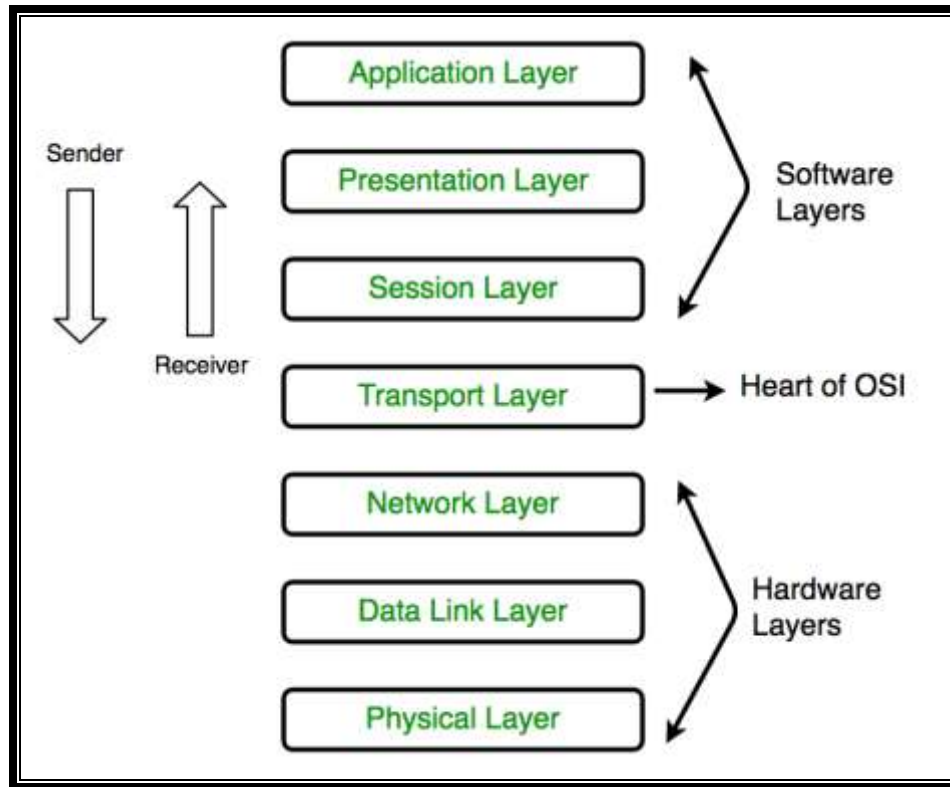 Application Layer
Sender
Presentation Layer
Software
Layers
Session Layer
Receiver
Transport Layer
Heart of OSI
Network Layer
Hardware
Layers
Data Link Layer
Physical Layer